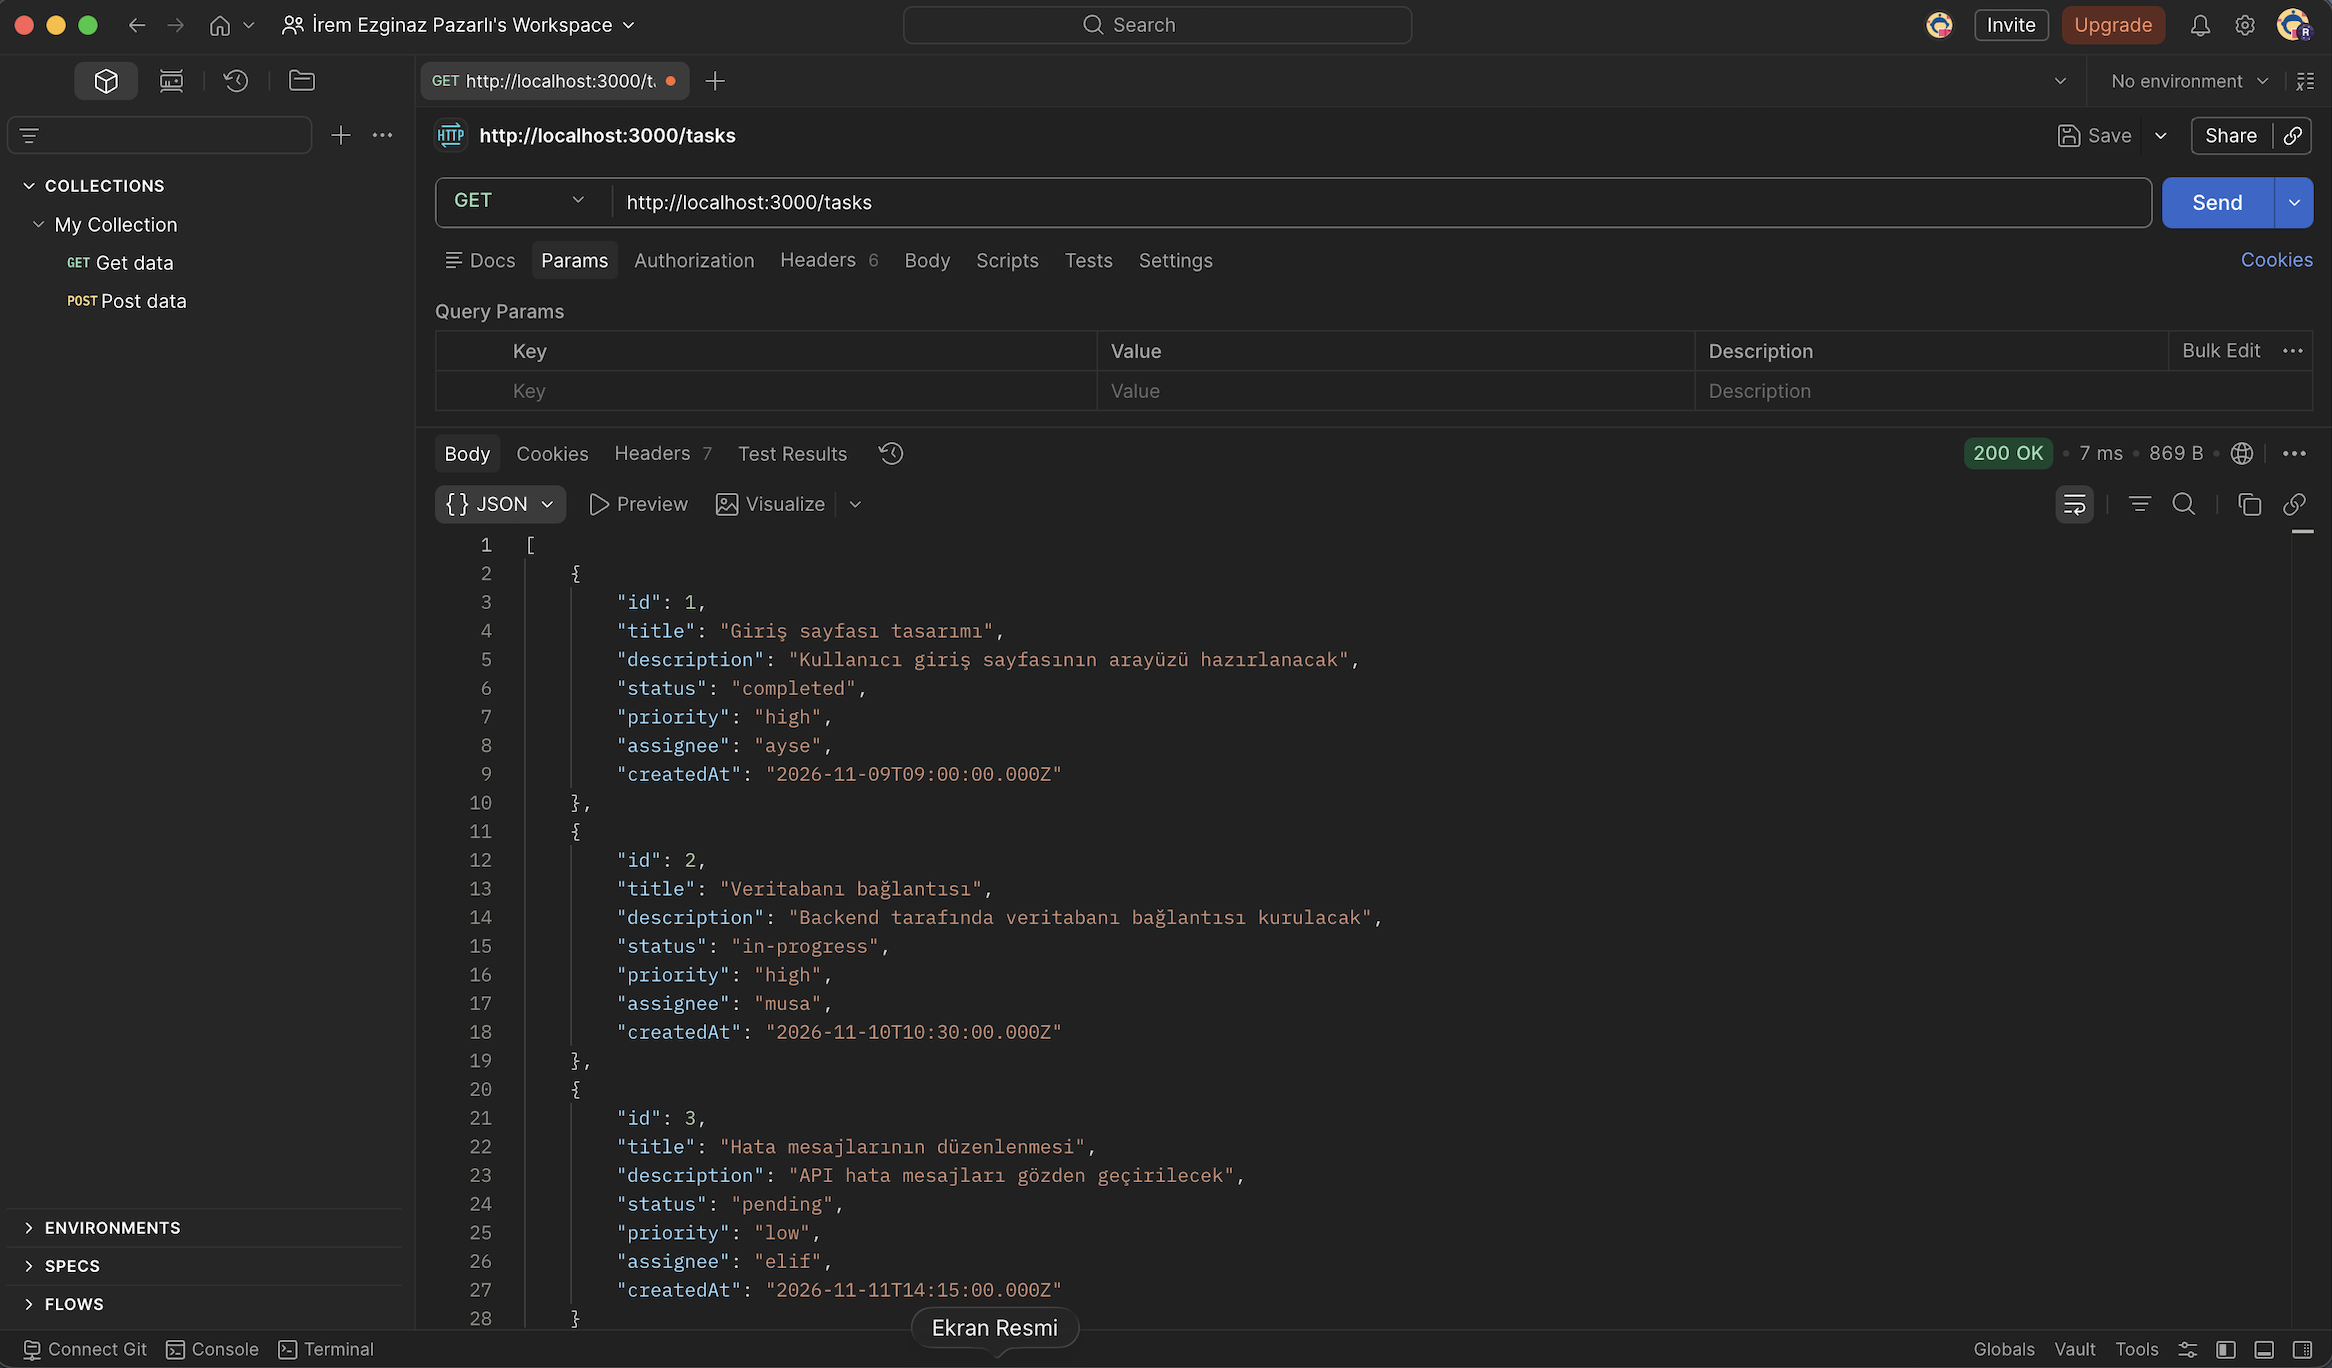 İrem Ezginaz Pazarlı's Workspace
Search
Invite
Upgrade
R
GET http://localhost:3000/t
No environment
HTTP http://localhost:3000/tasks
Save
Share
COLLECTIONS
My Collection
GET Get data
POST Post data
GET http://localhost:3000/tasks
Send
Docs Params Authorization Headers 6 Body Scripts Tests Settings
Cookies
Query Params
Key Value Description Bulk Edit
Key Value Description
Body Cookies Headers 7 Test Results
200 OK • 7 ms • 869 B
{} JSON Preview Visualize
1 [
2 {
3 "id": 1,
4 "title": "Giriş sayfası tasarımı",
5 "description": "Kullanıcı giriş sayfasının arayüzü hazırlanacak",
6 "status": "completed",
7 "priority": "high",
8 "assignee": "ayse",
9 "createdAt": "2026-11-09T09:00:00.000Z"
10 },
11 {
12 "id": 2,
13 "title": "Veritabanı bağlantısı",
14 "description": "Backend tarafında veritabanı bağlantısı kurulacak",
15 "status": "in-progress",
16 "priority": "high",
17 "assignee": "musa",
18 "createdAt": "2026-11-10T10:30:00.000Z"
19 },
20 {
21 "id": 3,
22 "title": "Hata mesajlarının düzenlenmesi",
23 "description": "API hata mesajları gözden geçirilecek",
24 "status": "pending",
25 "priority": "low",
26 "assignee": "elif",
27 "createdAt": "2026-11-11T14:15:00.000Z"
28 }
ENVIRONMENTS
SPECS
FLOWS
Ekran Resmi
Connect Git Console Terminal
Globals Vault Tools